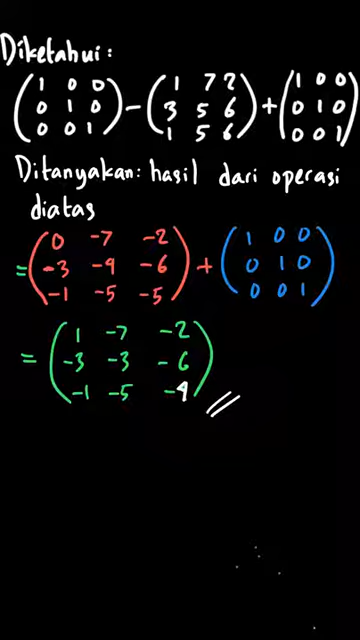 Diketahui:
(1 0 0) - (1 7 2) + (1 0 0)
(0 1 0) (3 5 6) (0 1 0)
(0 0 1) (1 5 6) (0 0 1)
Ditanyakan: hasil dari operasi
diatas
= (0 -7 -2) + (1 0 0)
(-3 -4 -6) (0 1 0)
(-1 -5 -5) (0 0 1)
= (1 -7 -2)
(-3 -3 -6)
(-1 -5 -4) //